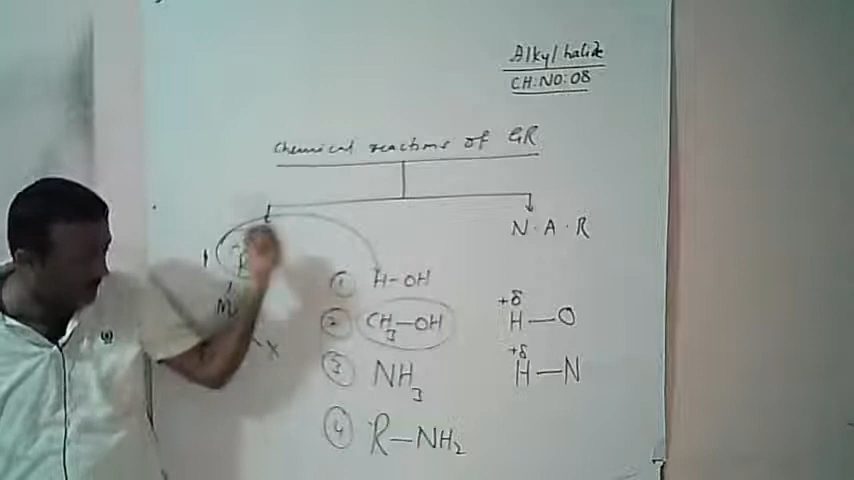 Alkyl halide
CH:NO:08
Chemical reactions of GR
N.A.R
① H-OH
② CH3-OH
+δ
H-O
③ NH3
+δ
H-N
④ R-NH2
R
M
X